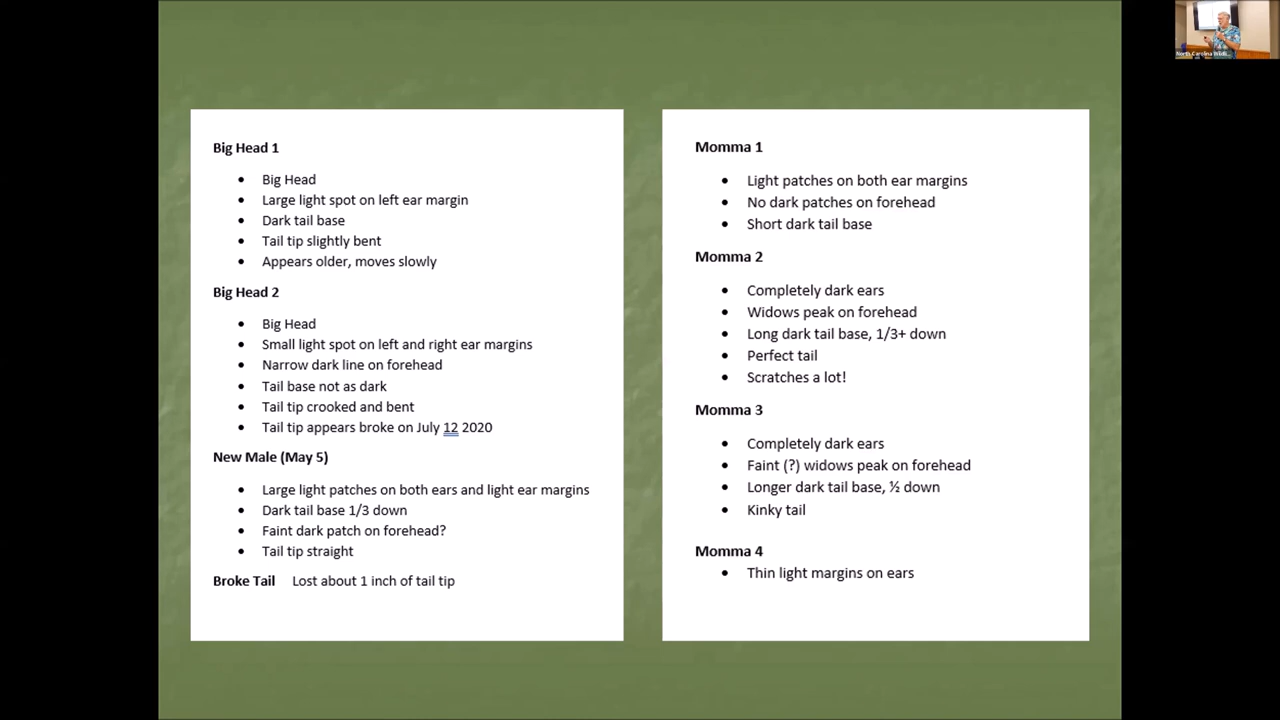 Big Head 1
• Big Head
• Large light spot on left ear margin
• Dark tail base
• Tail tip slightly bent
• Appears older, moves slowly
Big Head 2
• Big Head
• Small light spot on left and right ear margins
• Narrow dark line on forehead
• Tail base not as dark
• Tail tip crooked and bent
• Tail tip appears broke on July 12 2020
New Male (May 5)
• Large light patches on both ears and light ear margins
• Dark tail base 1/3 down
• Faint dark patch on forehead?
• Tail tip straight
Broke Tail Lost about 1 inch of tail tip
Momma 1
• Light patches on both ear margins
• No dark patches on forehead
• Short dark tail base
Momma 2
• Completely dark ears
• Widows peak on forehead
• Long dark tail base, 1/3+ down
• Perfect tail
• Scratches a lot!
Momma 3
• Completely dark ears
• Faint (?) widows peak on forehead
• Longer dark tail base, ½ down
• Kinky tail
Momma 4
• Thin light margins on ears
North Carolina